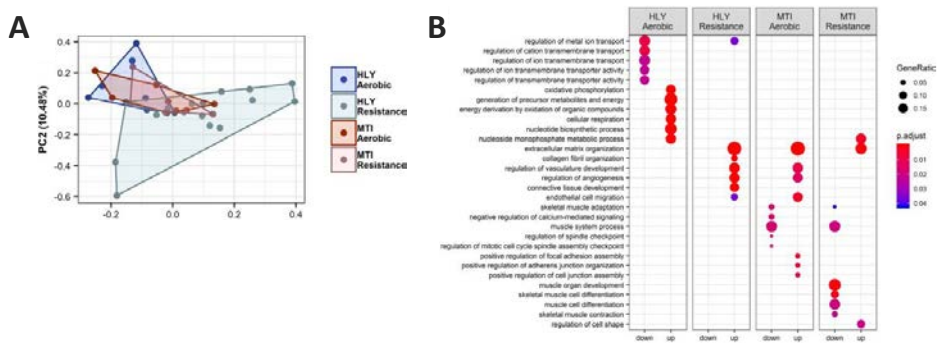 A
0.4
0.2
0.0
-0.2
-0.4
-0.6
PC2 (10.48%)
-0.2
0.0
0.2
0.4
HLY
Aerobic
HLY
Resistance
MTI
Aerobic
MTI
Resistance
B
HLY
Aerobic
HLY
Resistance
MTI
Aerobic
MTI
Resistance
regulation of metal ion transport
regulation of cation transmembrane transport
regulation of ion transmembrane transport
regulation of ion transmembrane transporter activity
regulation of transmembrane transporter activity
oxidative phosphorylation
generation of precursor metabolites and energy
energy derivation by oxidation of organic compounds
cellular respiration
nucleotide biosynthetic process
nucleoside monophosphate metabolic process
extracellular matrix organization
collagen fibril organization
regulation of vasculature development
regulation of angiogenesis
connective tissue development
endothelial cell migration
skeletal muscle adaptation
negative regulation of calcium-mediated signaling
muscle system process
regulation of spindle checkpoint
regulation of mitotic cell cycle spindle assembly checkpoint
positive regulation of focal adhesion assembly
positive regulation of adherens junction organization
positive regulation of cell junction assembly
muscle organ development
skeletal muscle cell differentiation
muscle cell differentiation
skeletal muscle contraction
regulation of cell shape
down up down up down up down up
GeneRatio
0.05
0.10
0.15
p.adjust
0.01
0.02
0.03
0.04